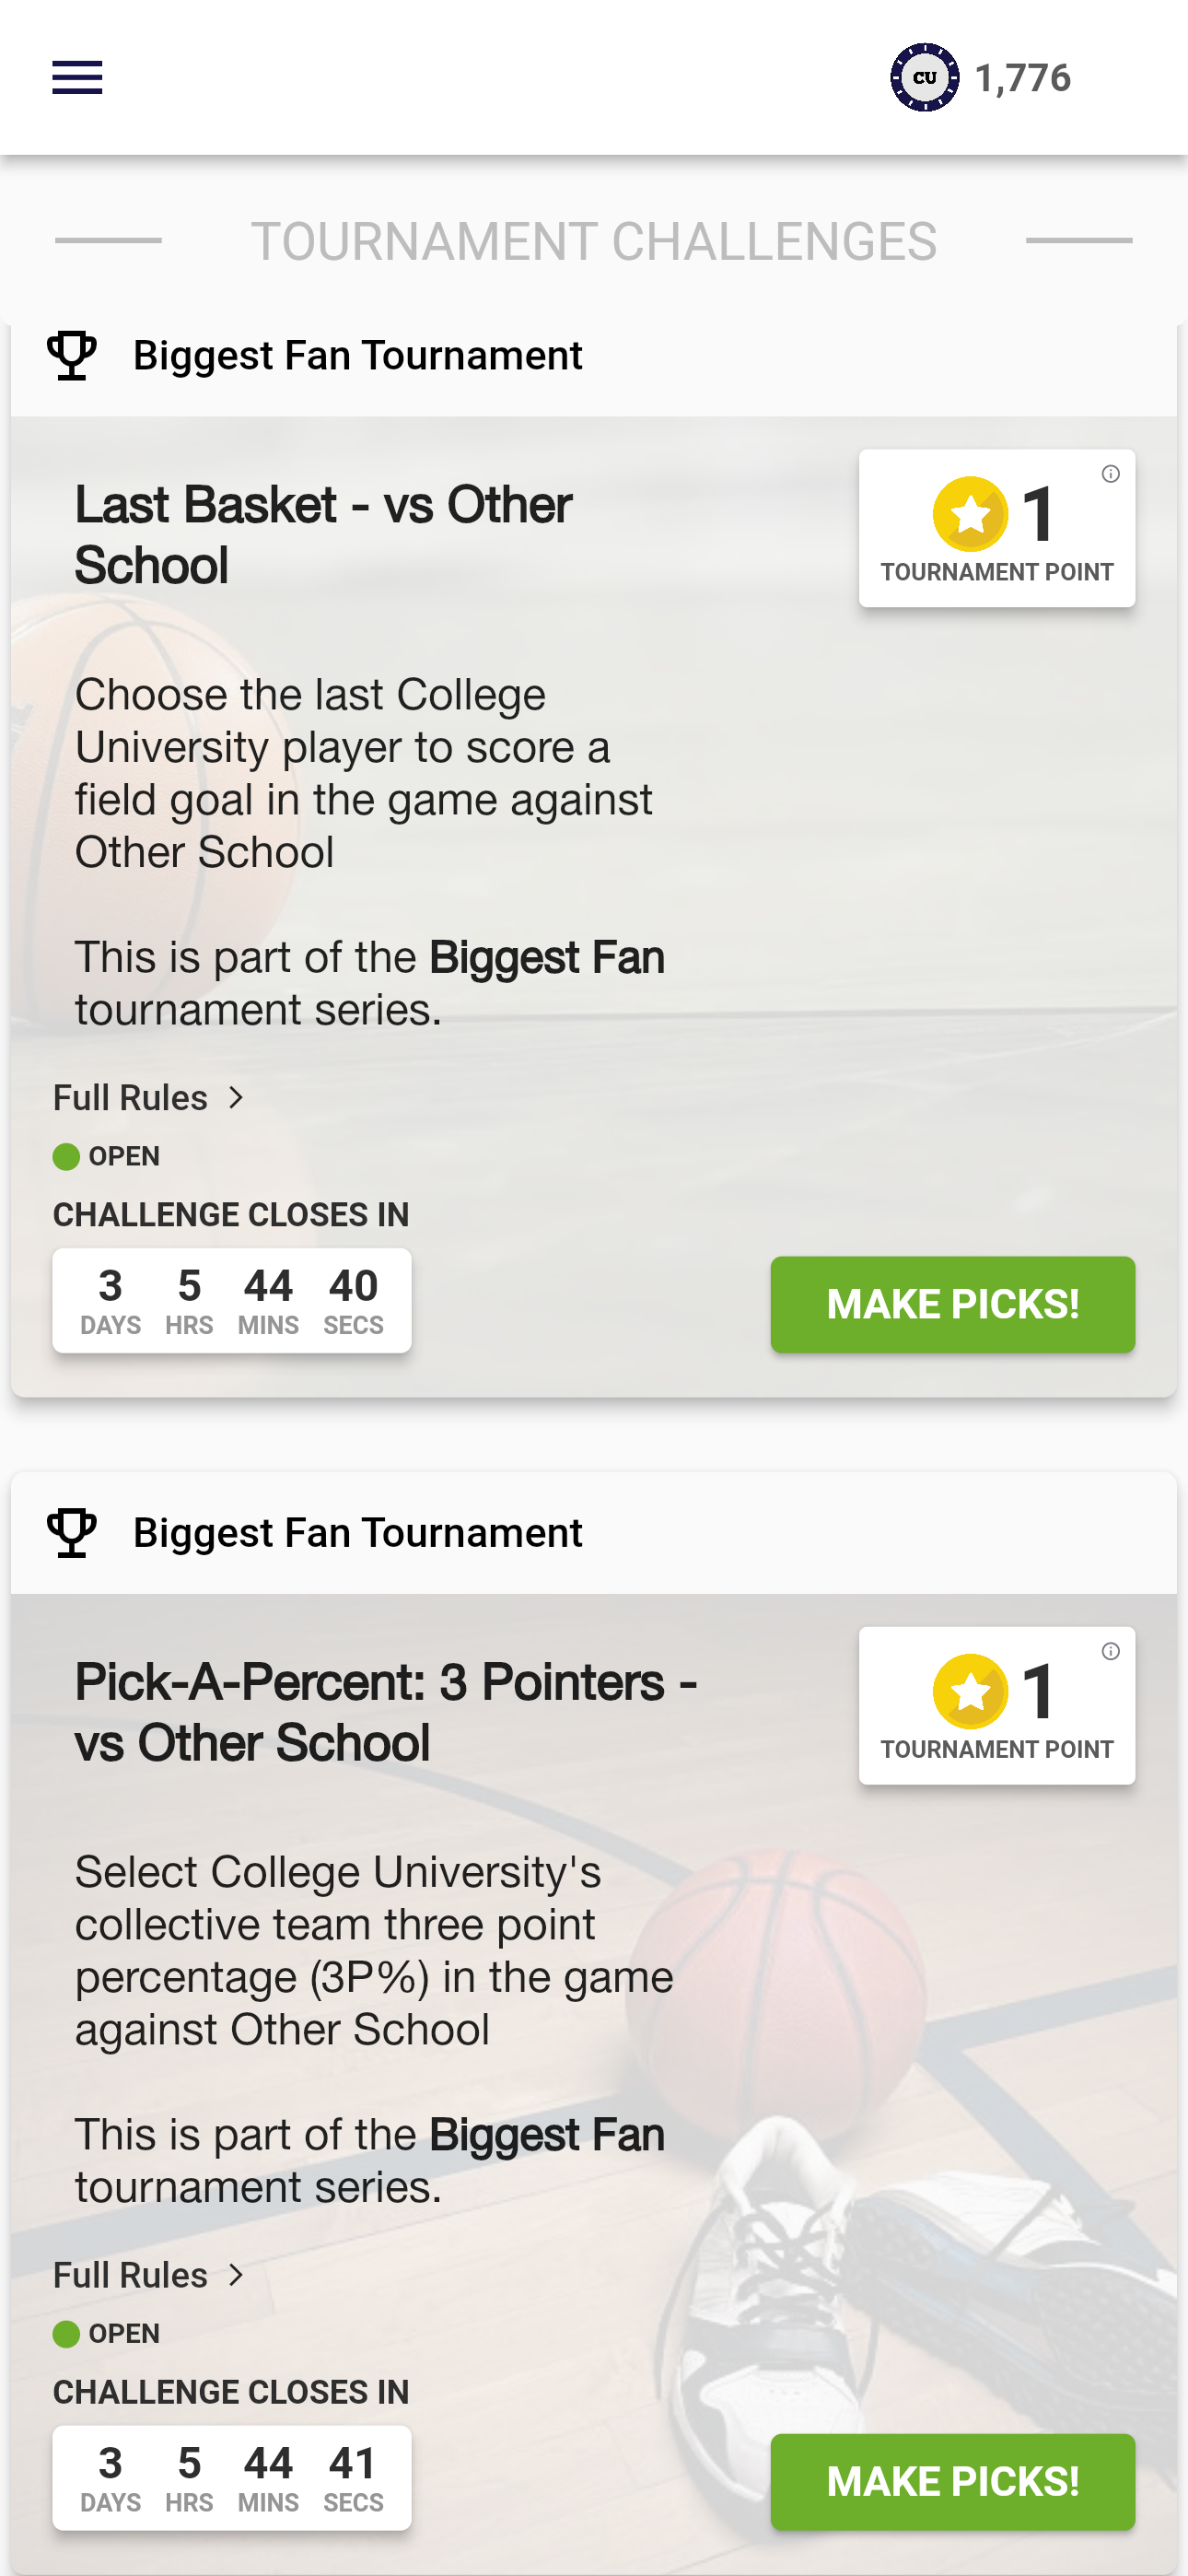 CU 1,776
TOURNAMENT CHALLENGES
Biggest Fan Tournament
Last Basket - vs Other
School
1
TOURNAMENT POINT
Choose the last College
University player to score a
field goal in the game against
Other School
This is part of the Biggest Fan
tournament series.
Full Rules
OPEN
CHALLENGE CLOSES IN
3 5 44 40
DAYS HRS MINS SECS
MAKE PICKS!
Biggest Fan Tournament
Pick-A-Percent: 3 Pointers -
vs Other School
1
TOURNAMENT POINT
Select College University's
collective team three point
percentage (3P%) in the game
against Other School
This is part of the Biggest Fan
tournament series.
Full Rules
OPEN
CHALLENGE CLOSES IN
3 5 44 41
DAYS HRS MINS SECS
MAKE PICKS!